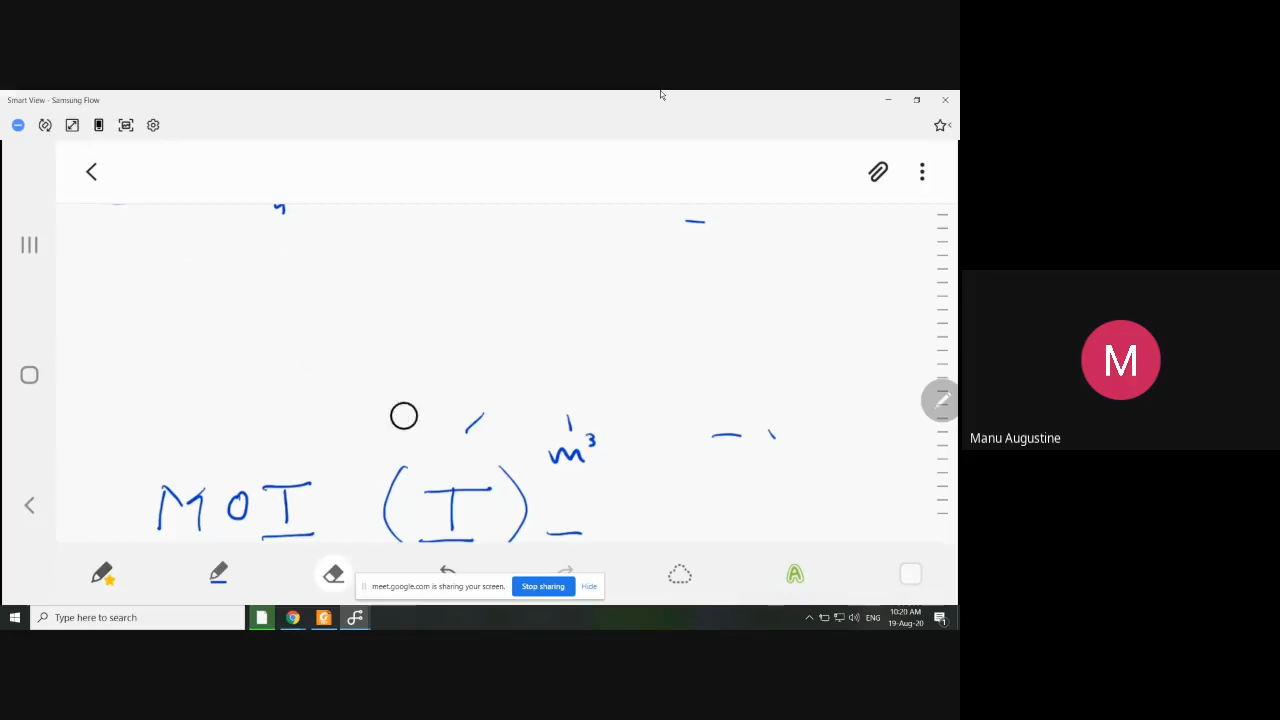 Smart View - Samsung Flow
m³
MOI (I) =
Manu Augustine
A
M
meet.google.com is sharing your screen. Stop sharing Hide
Type here to search
ENG
10:20 AM
19-Aug-20
1